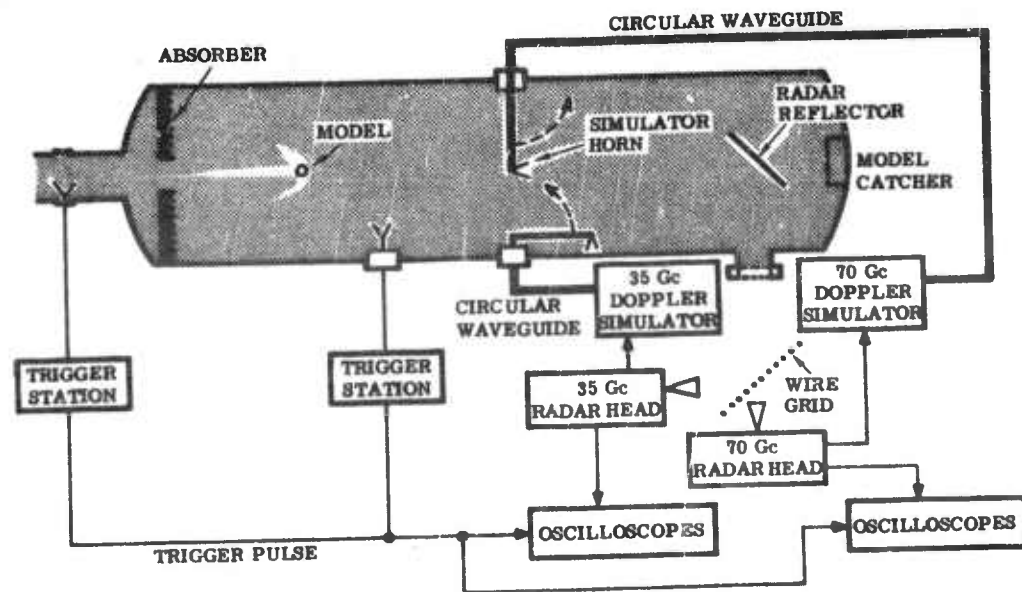 CIRCULAR WAVEGUIDE
ABSORBER
MODEL
SIMULATOR
HORN
RADAR
REFLECTOR
MODEL
CATCHER
CIRCULAR
WAVEGUIDE
35 Gc
DOPPLER
SIMULATOR
70 Gc
DOPPLER
SIMULATOR
TRIGGER
STATION
TRIGGER
STATION
35 Gc
RADAR HEAD
WIRE
GRID
70 Gc
RADAR HEAD
OSCILLOSCOPES
OSCILLOSCOPES
TRIGGER PULSE